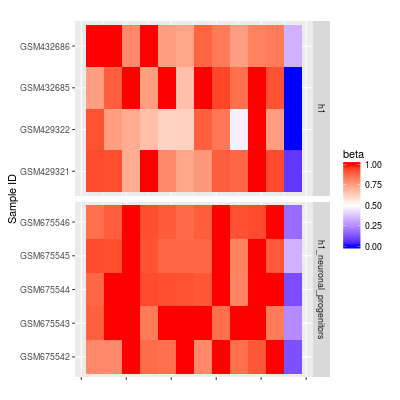 GSM432686
GSM432685
GSM429322
GSM429321
h1
GSM675546
GSM675545
GSM675544
GSM675543
GSM675542
h1_neuronal_progenitors
Sample ID
beta
1.00
0.75
0.50
0.25
0.00